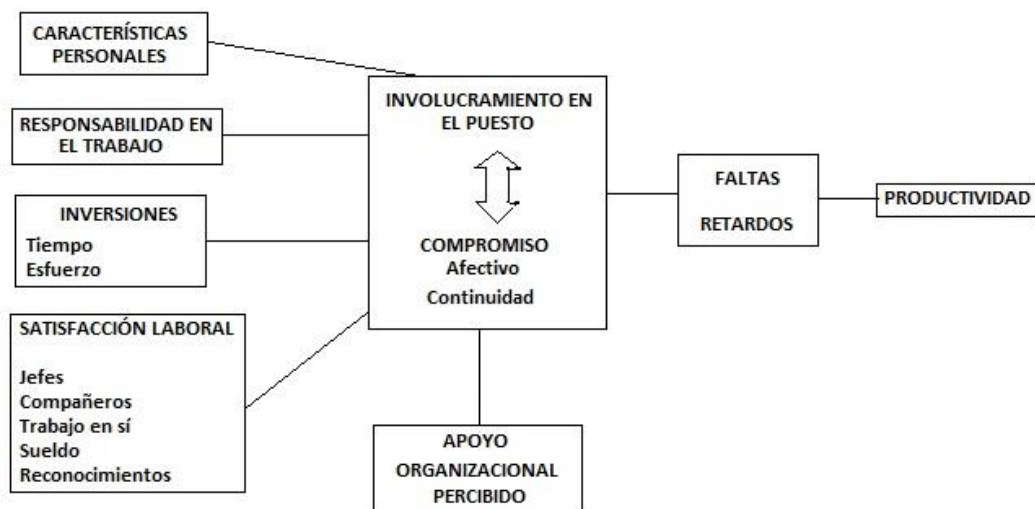 CARACTERÍSTICAS
PERSONALES
RESPONSABILIDAD EN
EL TRABAJO
INVERSIONES
Tiempo
Esfuerzo
SATISFACCIÓN LABORAL
Jefes
Compañeros
Trabajo en sí
Sueldo
Reconocimientos
INVOLUCRAMIENTO EN
EL PUESTO
COMPROMISO
Afectivo
Continuidad
APOYO
ORGANIZACIONAL
PERCIBIDO
FALTAS
RETARDOS
PRODUCTIVIDAD